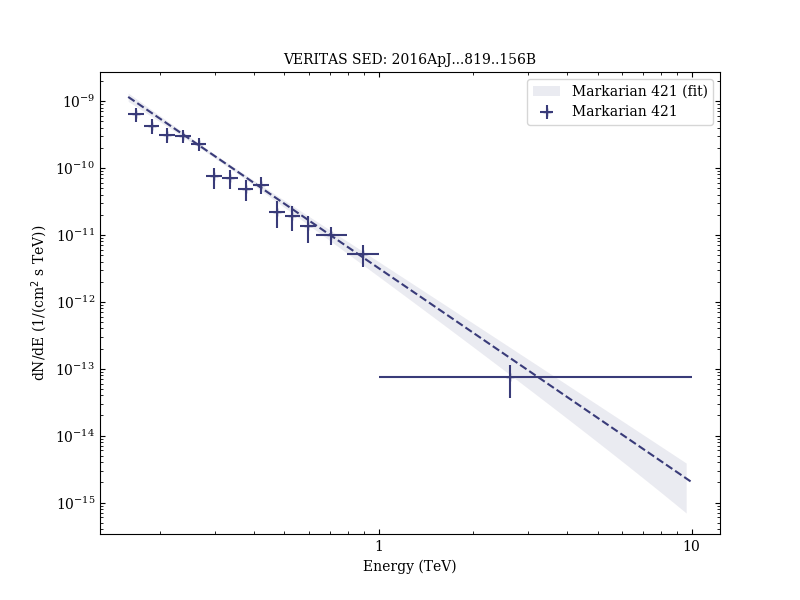 VERITAS SED: 2016ApJ...819..156B
Markarian 421 (fit)
Markarian 421
dN/dE (1/(cm² s TeV))
10⁻⁹
10⁻¹⁰
10⁻¹¹
10⁻¹²
10⁻¹³
10⁻¹⁴
10⁻¹⁵
1
10
Energy (TeV)